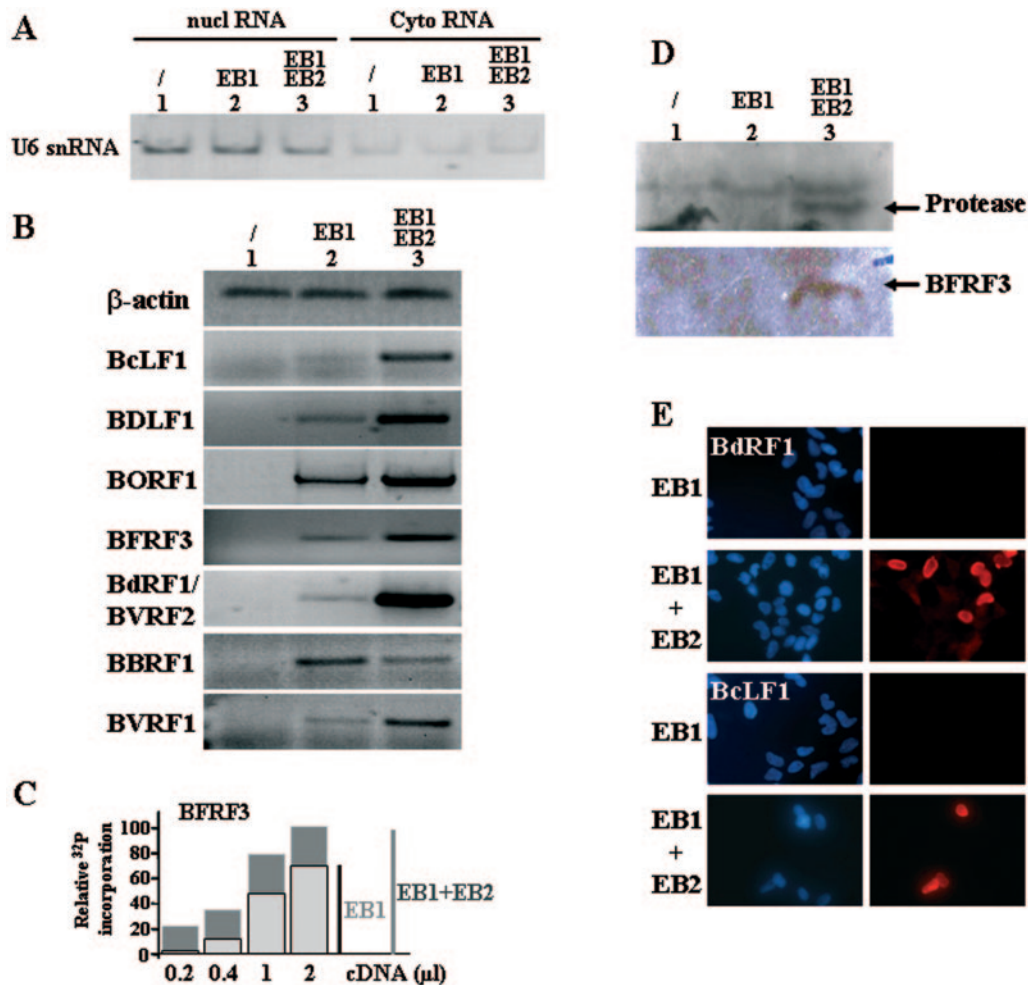 A
nucl RNA
Cyto RNA
/ EB1 EB1 EB2
/ EB1 EB1 EB2
1 2 3 1 2 3
U6 snRNA
B
/ EB1 EB1 EB2
1 2 3
β-actin
BcLF1
BDLF1
BORF1
BFRF3
BdRF1/
BVRF2
BBRF1
BVRF1
C
BFRF3
Relative ³²P
incorporation
100
80
60
40
20
0
EB1
EB1+EB2
0.2 0.4 1 2 cDNA (μl)
D
/ EB1 EB1 EB2
1 2 3
Protease
BFRF3
E
BdRF1
EB1
EB1
+
EB2
BcLF1
EB1
EB1
+
EB2